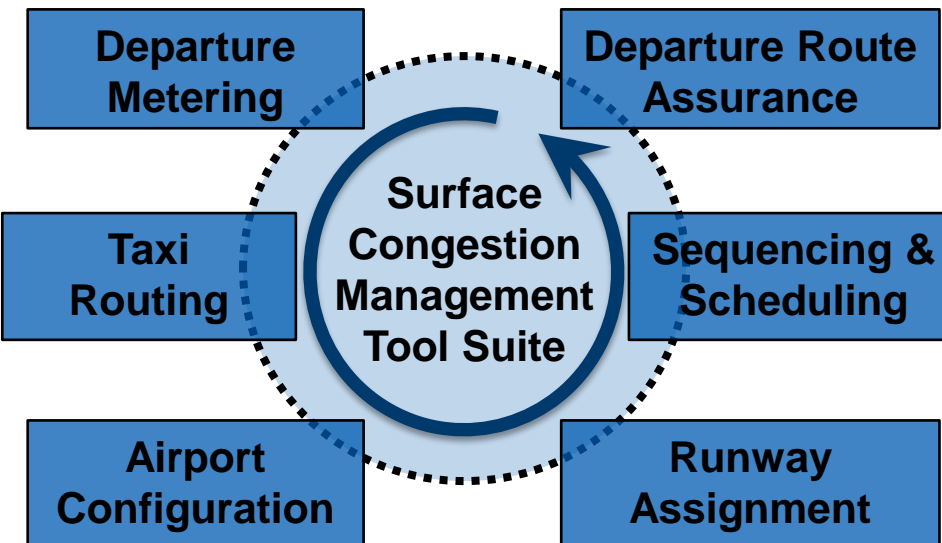 Departure
Metering
Departure Route
Assurance
Surface
Congestion
Management
Tool Suite
Taxi
Routing
Sequencing &
Scheduling
Airport
Configuration
Runway
Assignment